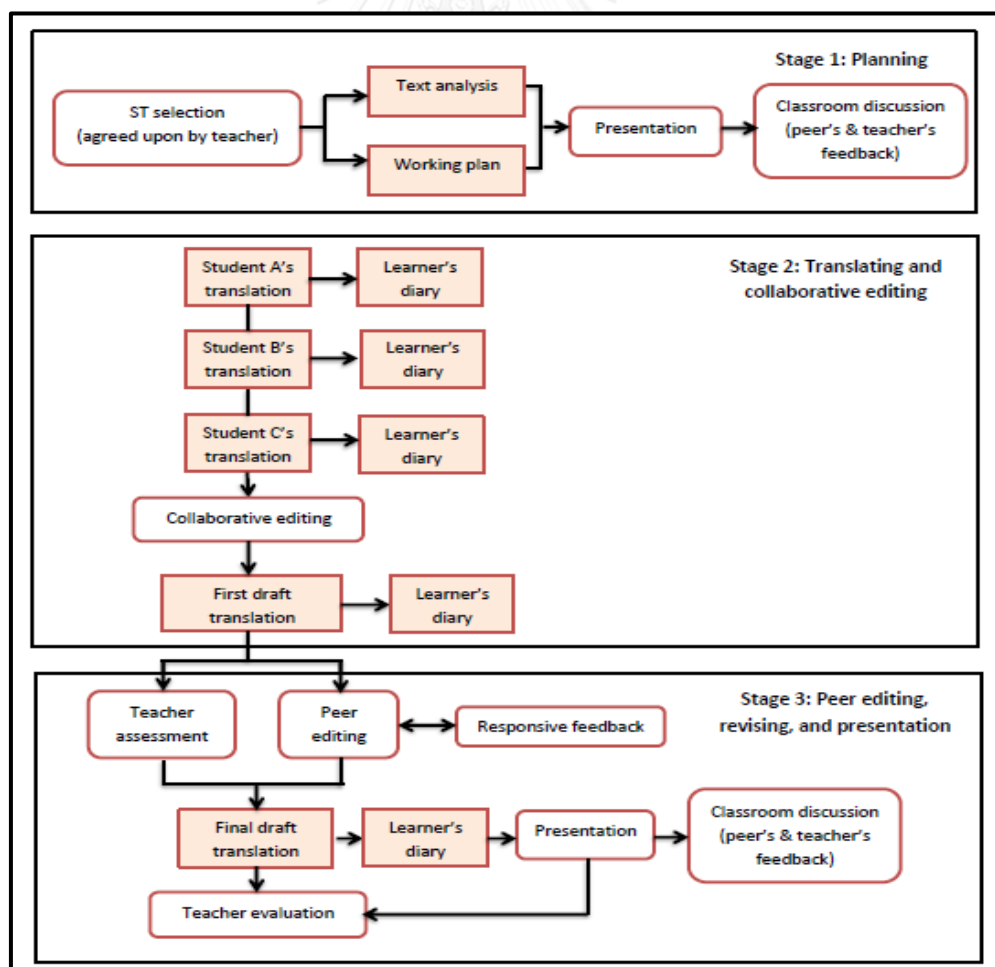 Stage 1: Planning
ST selection
(agreed upon by teacher)
Text analysis
Working plan
Presentation
Classroom discussion
(peer's & teacher's
feedback)
Stage 2: Translating and
collaborative editing
Student A's
translation
Learner's
diary
Student B's
translation
Learner's
diary
Student C's
translation
Learner's
diary
Collaborative editing
First draft
translation
Learner's
diary
Stage 3: Peer editing,
revising, and presentation
Teacher
assessment
Peer
editing
Responsive feedback
Final draft
translation
Learner's
diary
Presentation
Classroom discussion
(peer's & teacher's
feedback)
Teacher evaluation